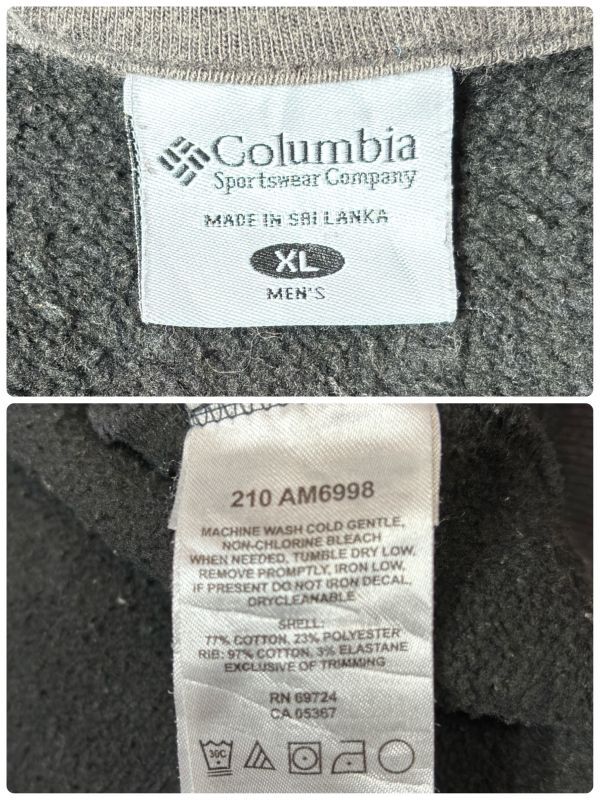 Columbia
Sportswear Company
MADE IN SRI LANKA
XL
MEN'S
210 AM6998
MACHINE WASH COLD GENTLE,
NON-CHLORINE BLEACH
WHEN NEEDED, TUMBLE DRY LOW,
REMOVE PROMPTLY, IRON LOW,
IF PRESENT DO NOT IRON DECAL,
DRYCLEANABLE
SHELL:
77% COTTON, 23% POLYESTER
RIB: 97% COTTON, 3% ELASTANE
EXCLUSIVE OF TRIMMING
RN 69724
CA 05367
30C